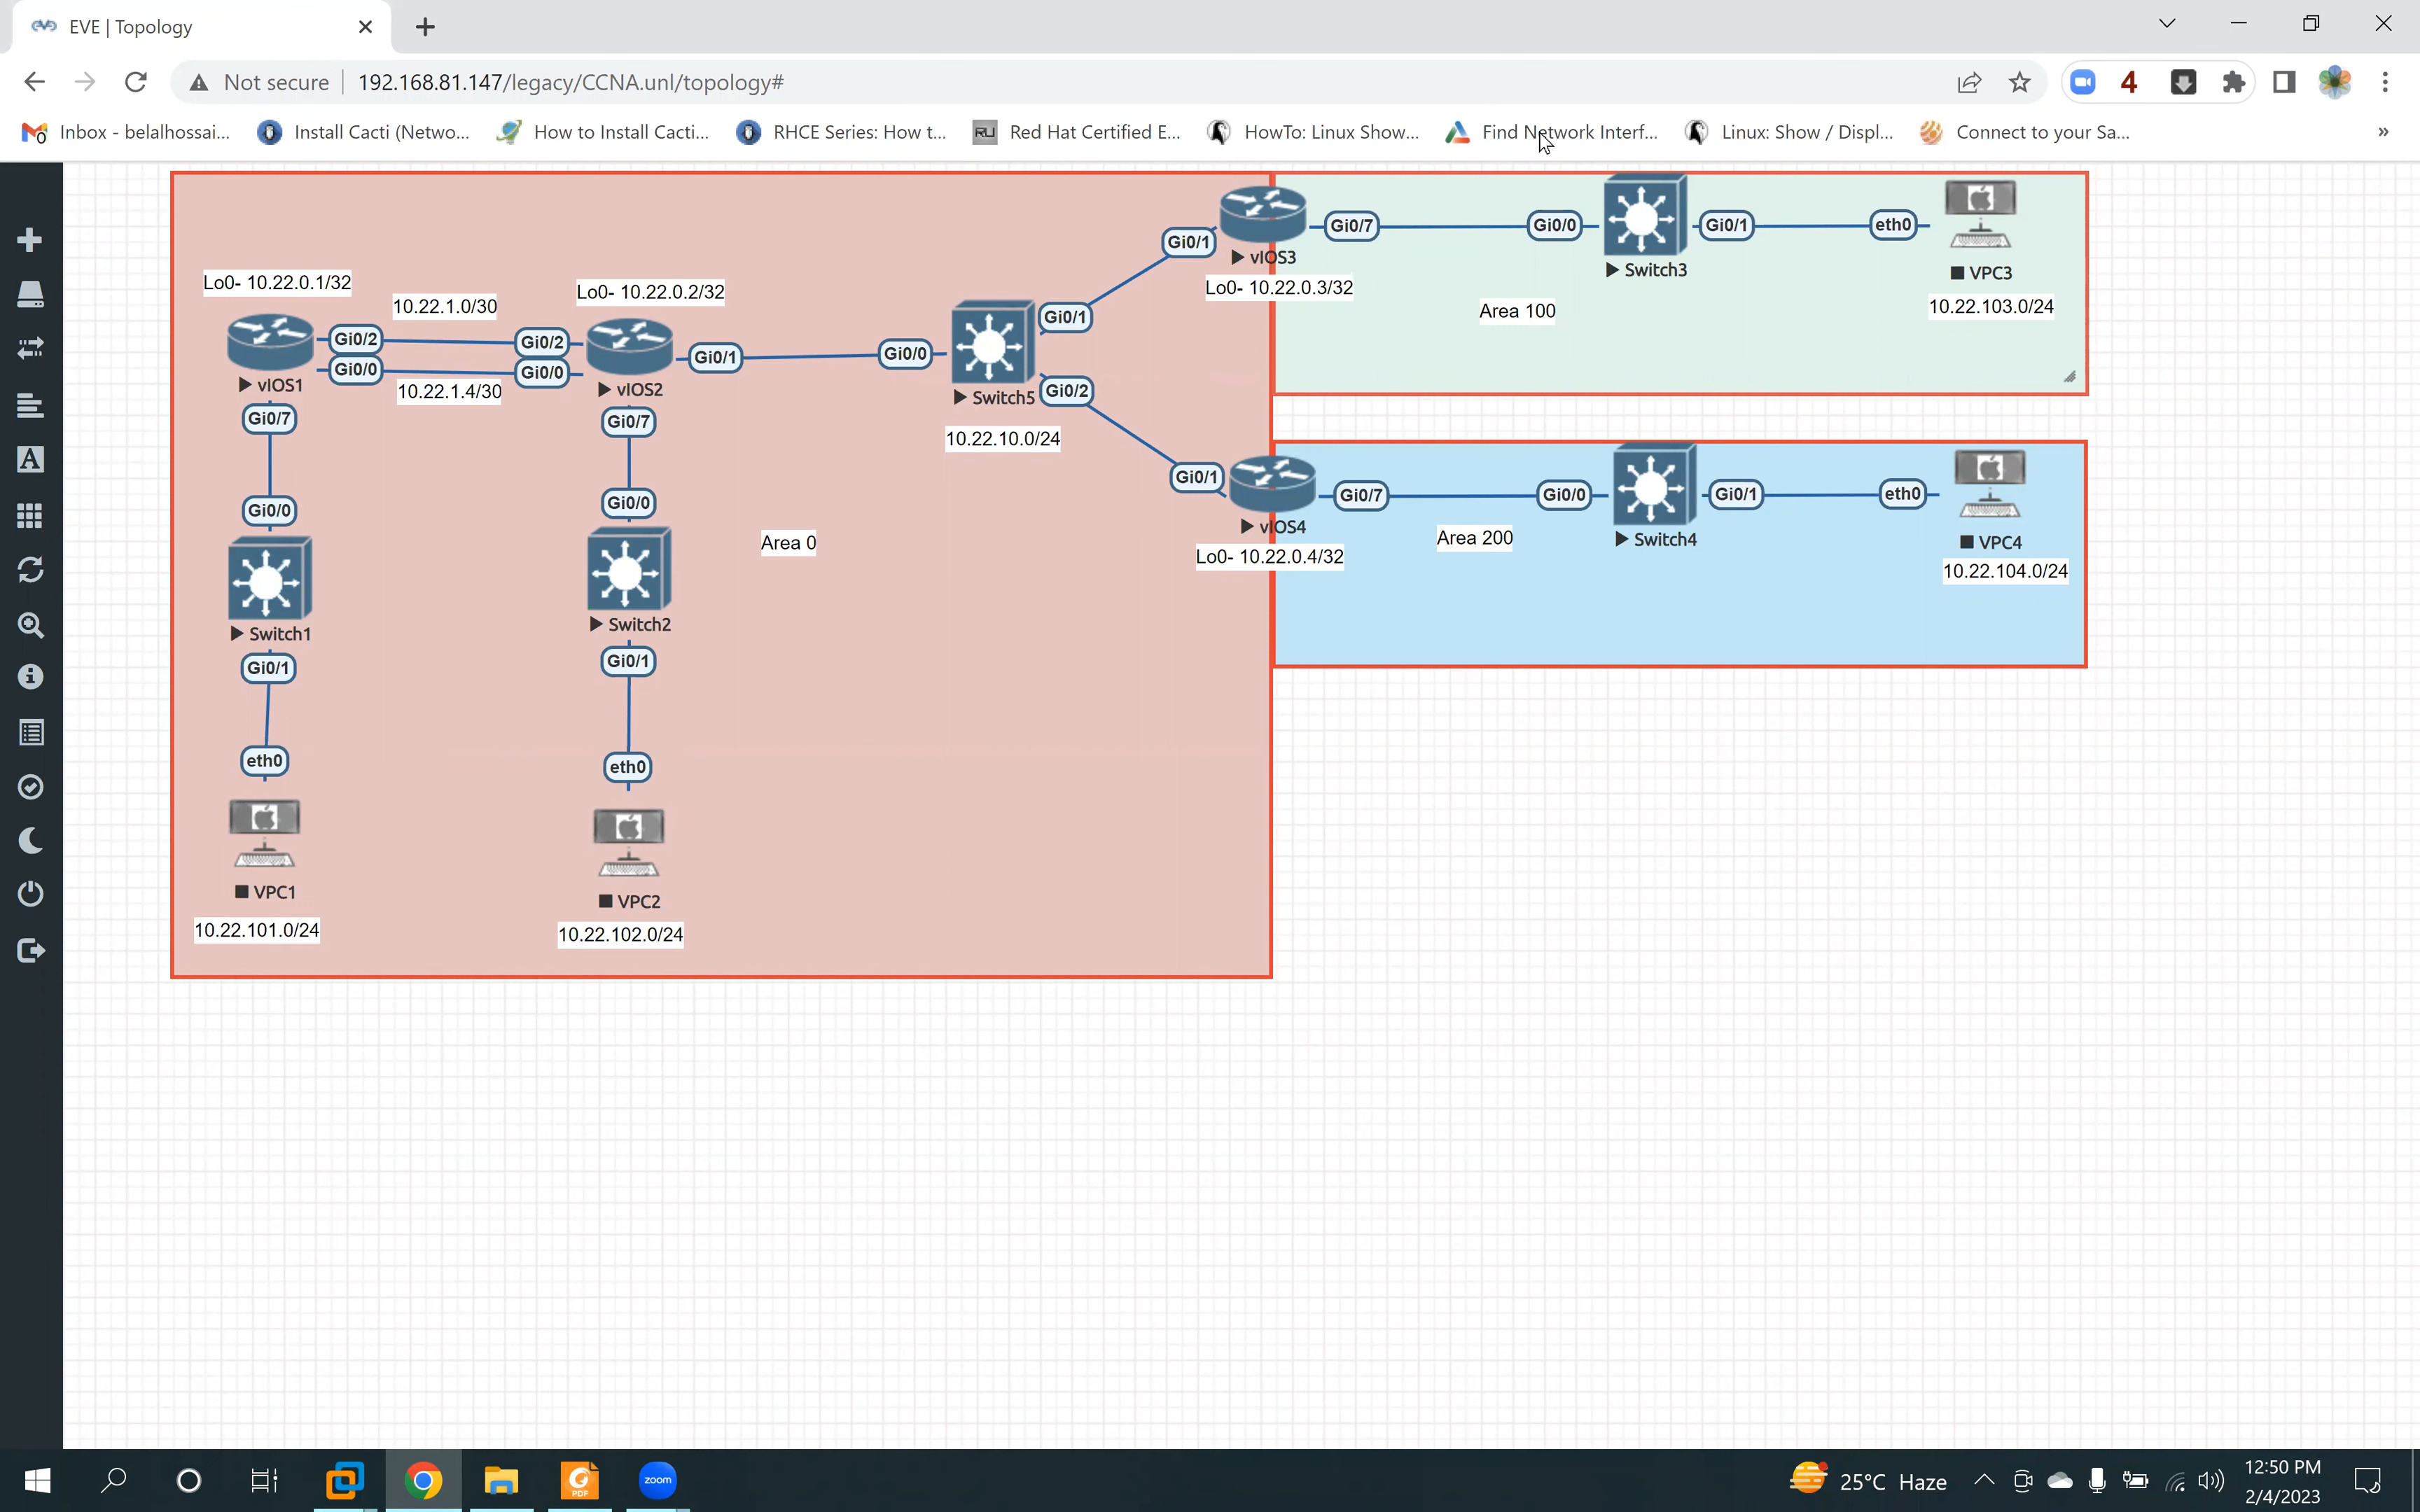 EVE | Topology
Not secure 192.168.81.147/legacy/CCNA.unl/topology#
4
Inbox - belalhossai... Install Cacti (Netwo... How to Install Cacti... RHCE Series: How t... RU Red Hat Certified E... HowTo: Linux Show... Find Network Interf... Linux: Show / Displ... Connect to your Sa... »
Lo0- 10.22.0.1/32
10.22.1.0/30
Lo0- 10.22.0.2/32
Gi0/2
Gi0/2
Gi0/0
Gi0/0
vIOS1
10.22.1.4/30
vIOS2
Gi0/1
Gi0/0
Gi0/1
Gi0/1
vIOS3
Lo0- 10.22.0.3/32
Gi0/7
Gi0/0
Gi0/1
eth0
Switch3
VPC3
10.22.103.0/24
Area 100
Switch5
Gi0/2
10.22.10.0/24
Gi0/7
Gi0/7
Gi0/1
Gi0/7
Gi0/0
Gi0/1
eth0
vIOS4
Lo0- 10.22.0.4/32
Area 200
Switch4
VPC4
10.22.104.0/24
Gi0/0
Gi0/0
Area 0
Switch1
Switch2
Gi0/1
Gi0/1
eth0
eth0
VPC1
VPC2
10.22.101.0/24
10.22.102.0/24
PDF
zoom
25°C Haze
12:50 PM
2/4/2023